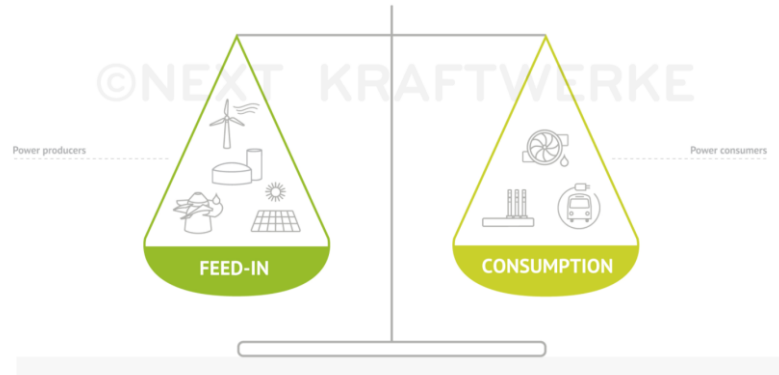 ©NEXT KRAFTWERKE
Power producers
Power consumers
FEED-IN
CONSUMPTION